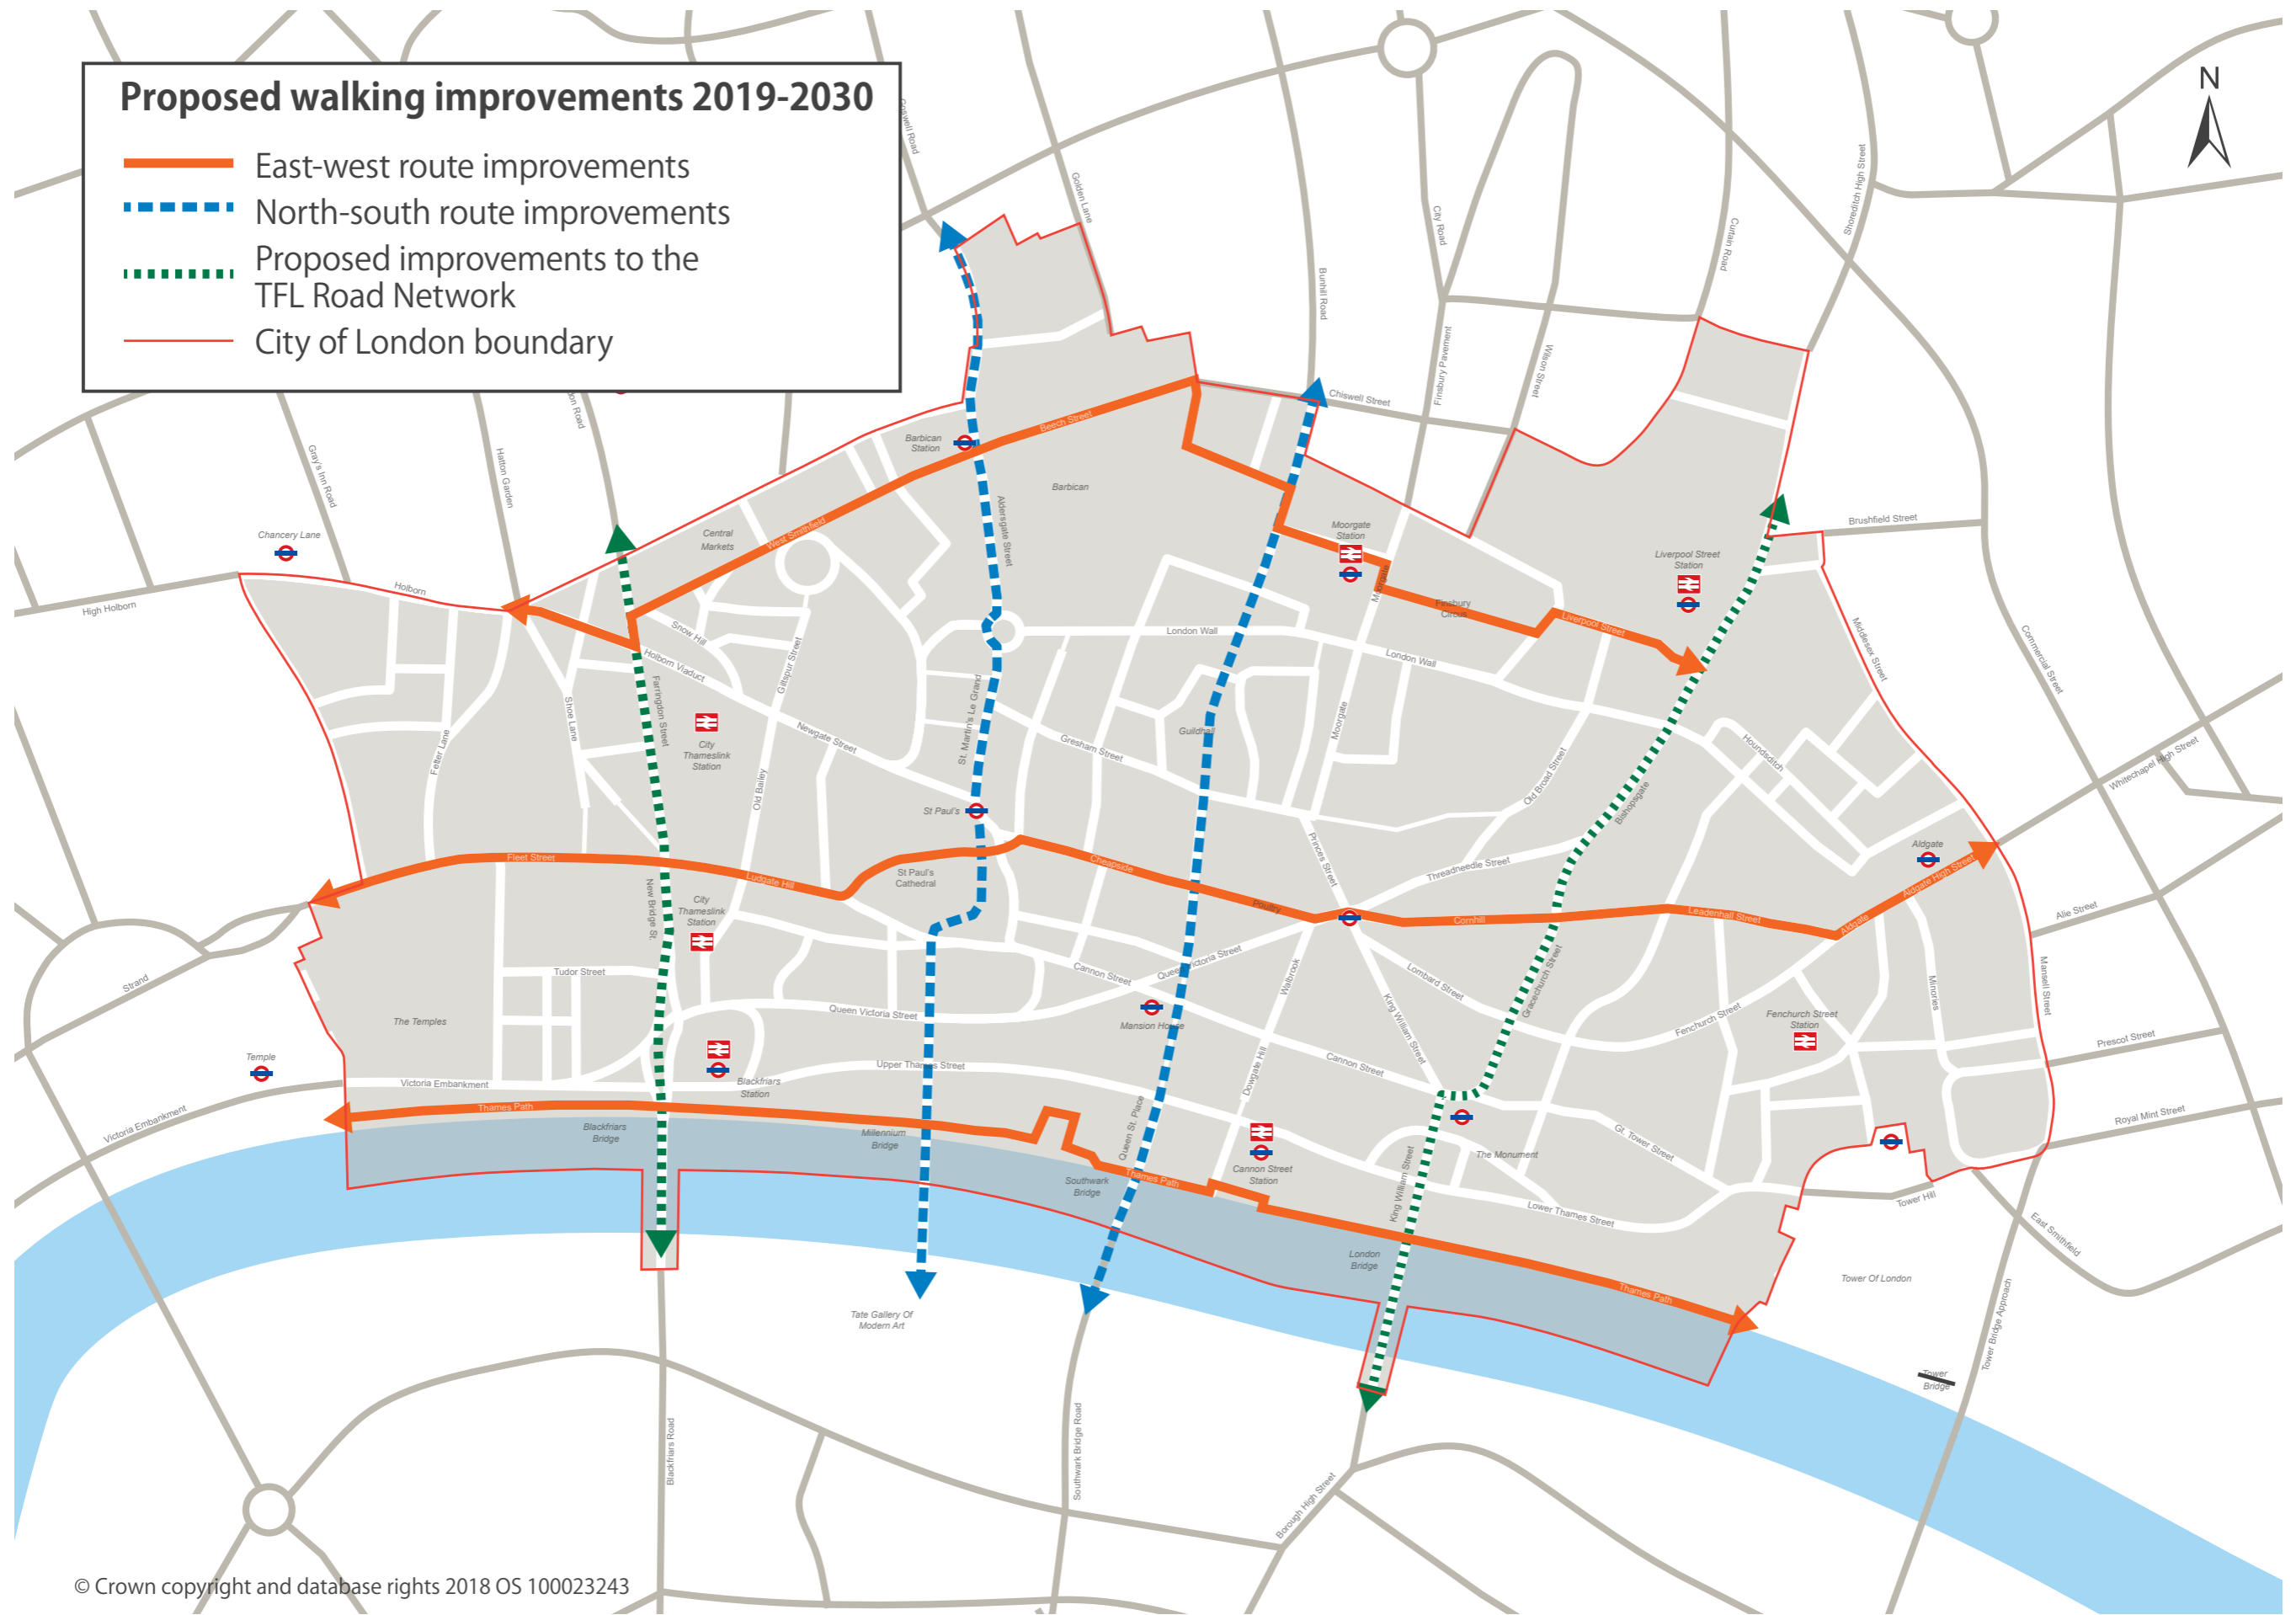 Proposed walking improvements 2019-2030
East-west route improvements
North-south route improvements
Proposed improvements to the
TFL Road Network
City of London boundary
N
Golden Lane
Bunhill Road
City Road
Curtain Road
Shoreditch High Street
Finsbury Pavement
Wilson Street
Chiswell Street
Gray's Inn Road
Hatton Garden
Chancery Lane
High Holborn
Holborn
Barbican
Station
Beech Street
Barbican
Aldersgate Street
Central
Markets
West Smithfield
Moorgate
Station
Moorgate
Finsbury
Circus
Liverpool Street
Station
Liverpool Street
Brushfield Street
Middlesex Street
Commercial Street
Snow Hill
Holborn Viaduct
Giltspur Street
London Wall
London Wall
Farringdon Street
Shoe Lane
Fetter Lane
City
Thameslink
Station
Newgate Street
Old Bailey
St. Martin's Le Grand
Gresham Street
Guildhall
Moorgate
Old Broad Street
Houndsditch
Bishopsgate
Whitechapel High Street
St Paul's
Princes Street
Threadneedle Street
Aldgate
Aldgate High Street
Fleet Street
Ludgate Hill
St Paul's
Cathedral
Cheapside
Poultry
Cornhill
Leadenhall Street
Aldgate
Alie Street
New Bridge St.
City
Thameslink
Station
Strand
Tudor Street
Cannon Street
Queen Victoria Street
Walbrook
Lombard Street
King William Street
Gracechurch Street
Fenchurch Street
Fenchurch Street
Station
Minories
Mansell Street
Prescot Street
The Temples
Queen Victoria Street
Mansion House
Temple
Victoria Embankment
Victoria Embankment
Upper Thames Street
Blackfriars
Station
Dowgate Hill
Cannon Street
Royal Mint Street
Thames Path
Blackfriars
Bridge
Millennium
Bridge
Queen St. Place
Southwark
Bridge
Thames Path
Cannon Street
Station
King William Street
The Monument
Gt. Tower Street
Lower Thames Street
Tower Hill
East Smithfield
London
Bridge
Thames Path
Tower Of London
Tate Gallery Of
Modern Art
Tower
Bridge
Tower Bridge Approach
Blackfriars Road
Southwark Bridge Road
Borough High Street
© Crown copyright and database rights 2018 OS 100023243